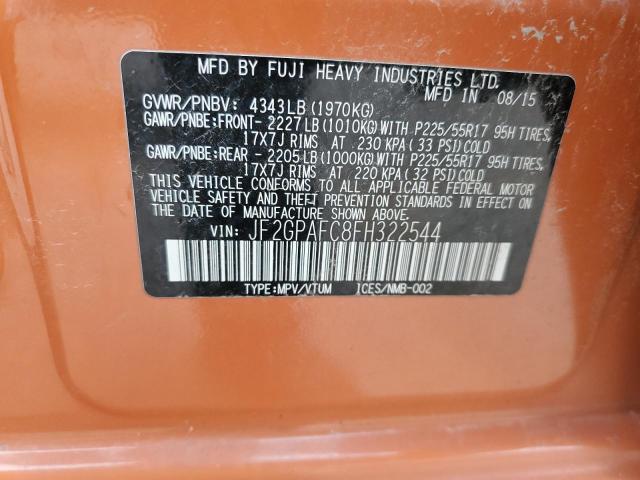 MFD BY FUJI HEAVY INDUSTRIES LTD.
MFD IN 08/15
GVWR/PNBV: 4343LB(1970KG)
GAWR/PNBE:FRONT- 2227LB(1010KG)WITH P225/55R17 95H TIRES,
17X7J RIMS AT 230 KPA(33 PSI)COLD
GAWR/PNBE:REAR - 2205LB(1000KG)WITH P225/55R17 95H TIRES,
17X7J RIMS AT 220 KPA(32 PSI)COLD
THIS VEHICLE CONFORMS TO ALL APPLICABLE FEDERAL MOTOR
VEHICLE SAFETY AND THEFT PREVENTION STANDARDS IN EFFECT ON
THE DATE OF MANUFACTURE SHOWN ABOVE.
VIN: JF2GPAFC8FH322544
TYPE:MPV/VTUM ICES/NMB-002